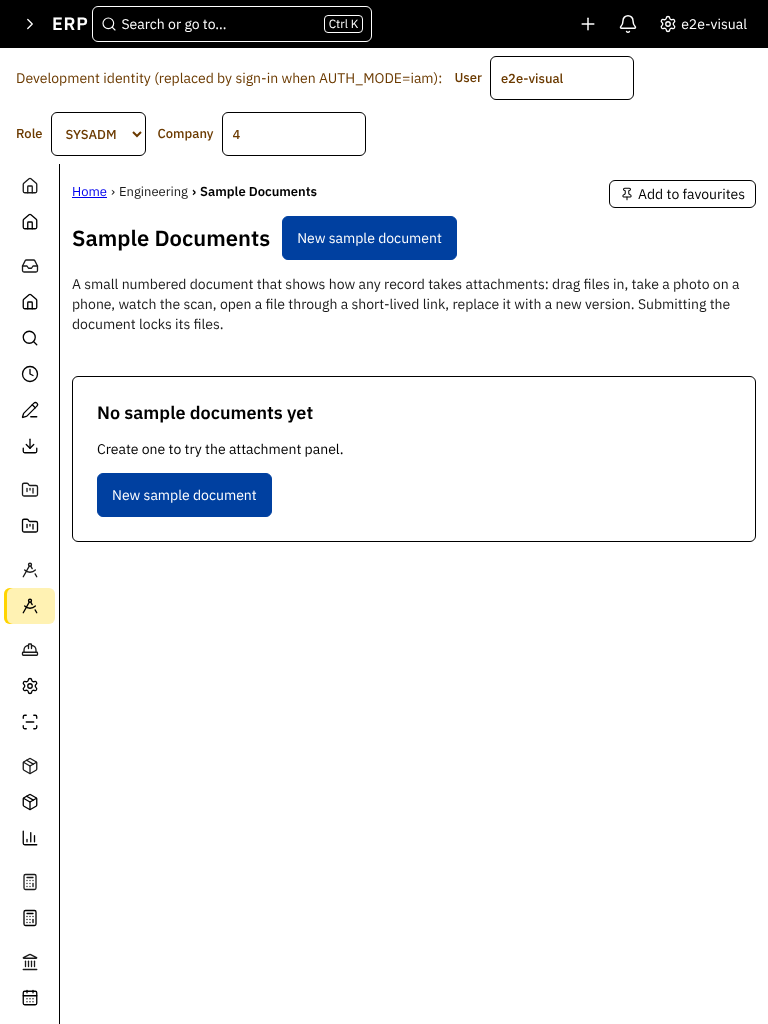 ERP
Search or go to...
Ctrl K
e2e-visual
Development identity (replaced by sign-in when AUTH_MODE=iam):
User
e2e-visual
Role
SYSADM
Company
4
Home › Engineering › Sample Documents
Add to favourites
Sample Documents
New sample document
A small numbered document that shows how any record takes attachments: drag files in, take a photo on a
phone, watch the scan, open a file through a short-lived link, replace it with a new version. Submitting the
document locks its files.
No sample documents yet
Create one to try the attachment panel.
New sample document